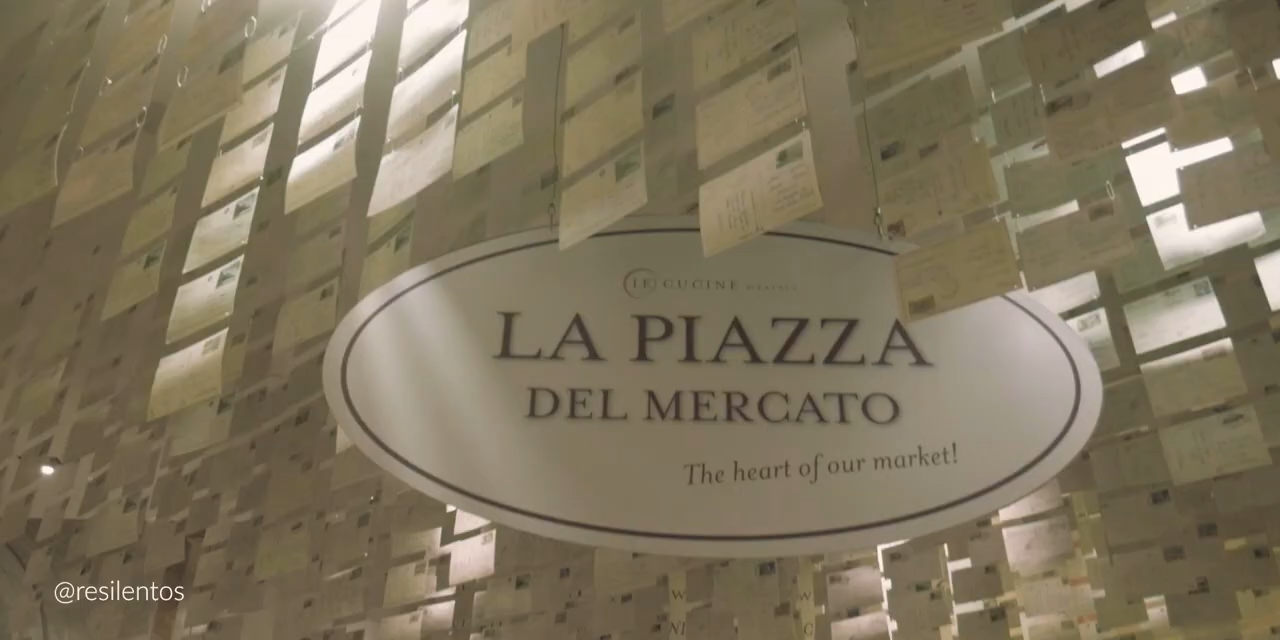 LE CUCINE
LA PIAZZA
DEL MERCATO
The heart of our market!
@resilentos